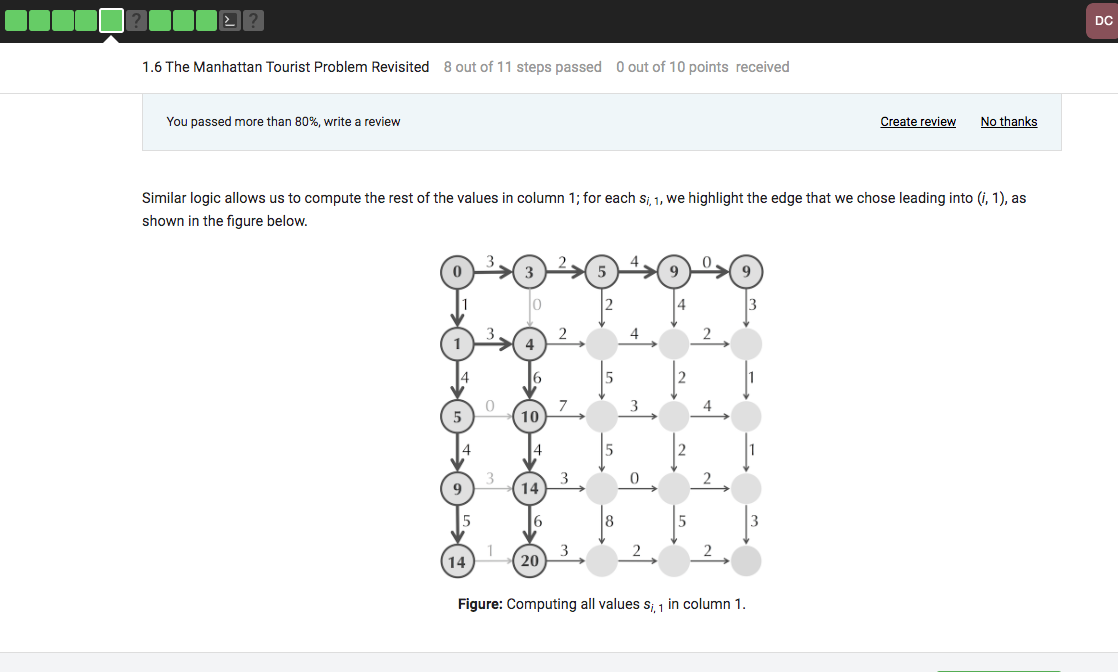 ? >_ ?
DC
1.6 The Manhattan Tourist Problem Revisited 8 out of 11 steps passed 0 out of 10 points received
You passed more than 80%, write a review Create review No thanks
Similar logic allows us to compute the rest of the values in column 1; for each si, 1, we highlight the edge that we chose leading into (i, 1), as
shown in the figure below.
3 2 4 0
0 3 5 9 9
1 0 2 4 3
3 2 4 2
1 4
4 6 5 2 1
0 7 3 4
5 10
4 4 5 2 1
3 3 0 2
9 14
5 6 8 5 3
1 3 2 2
14 20
Figure: Computing all values si, 1 in column 1.